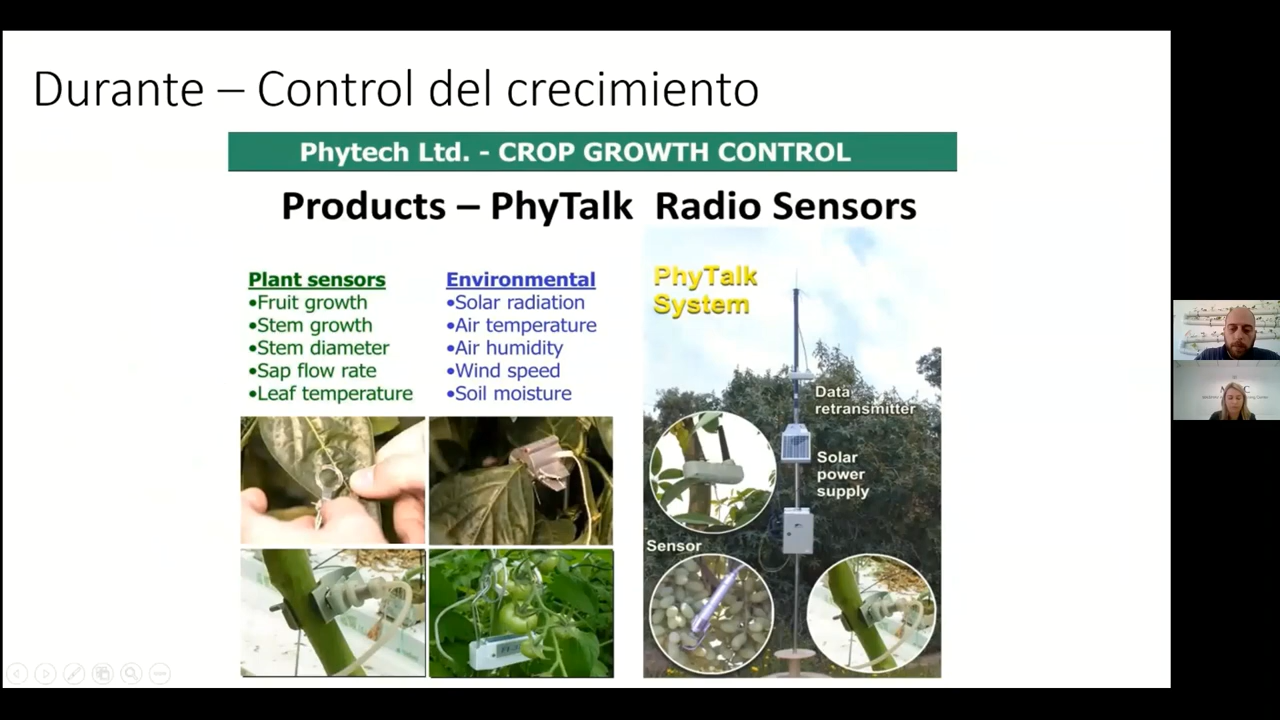 Durante – Control del crecimiento
Phytech Ltd. - CROP GROWTH CONTROL
Products – PhyTalk Radio Sensors
Plant sensors
•Fruit growth
•Stem growth
•Stem diameter
•Sap flow rate
•Leaf temperature
Environmental
•Solar radiation
•Air temperature
•Air humidity
•Wind speed
•Soil moisture
PhyTalk
System
Data
retransmitter
Solar
power
supply
Sensor